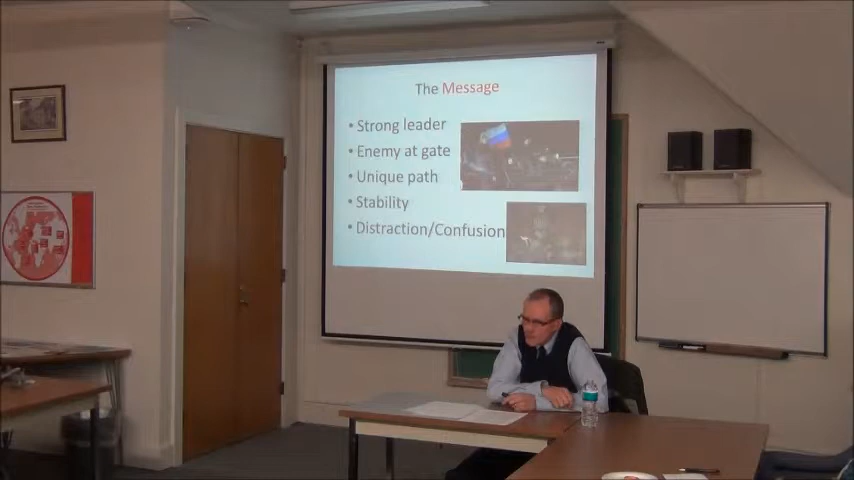 The Message
• Strong leader
• Enemy at gate
• Unique path
• Stability
• Distraction/Confusion